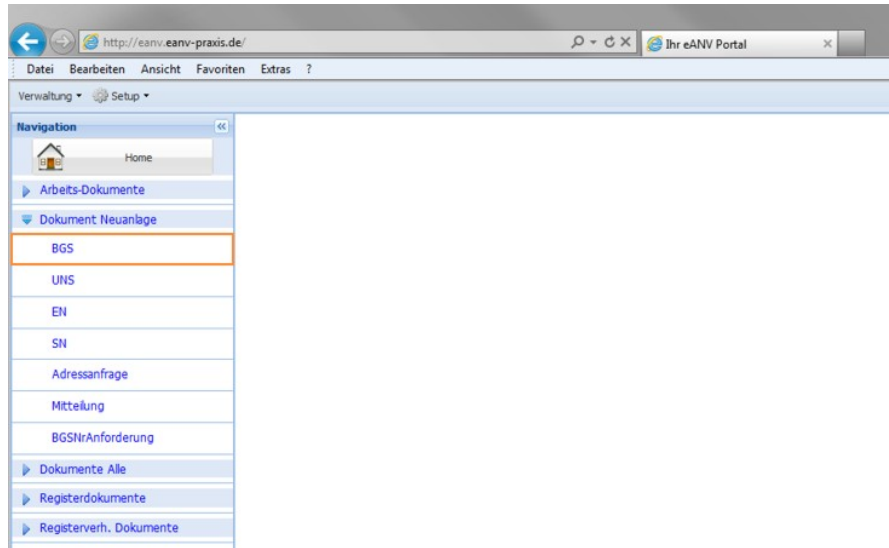 http://eanv.eanv-praxis.de/
Ihr eANV Portal
Datei Bearbeiten Ansicht Favoriten Extras ?
Verwaltung Setup
Navigation
Home
Arbeits-Dokumente
Dokument Neuanlage
BGS
UNS
EN
SN
Adressanfrage
Mitteilung
BGSNrAnforderung
Dokumente Alle
Registerdokumente
Registerverh. Dokumente